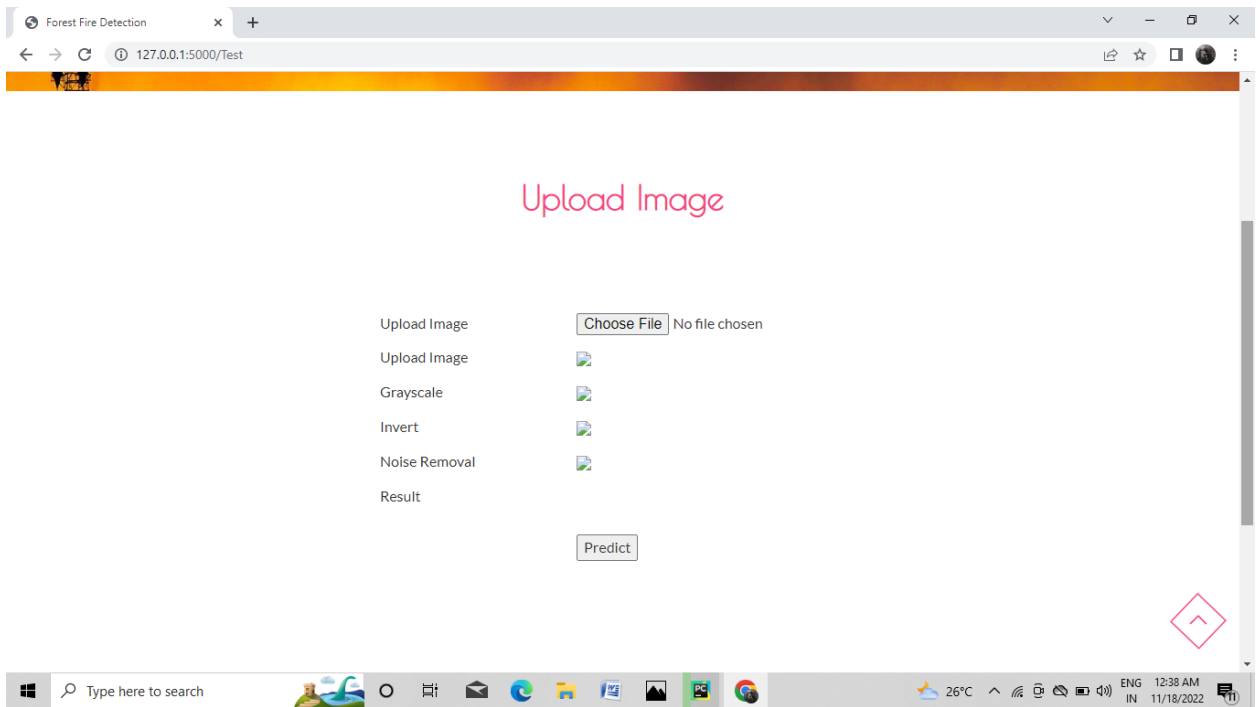 Forest Fire Detection
127.0.0.1:5000/Test
Upload Image
Upload Image Choose File No file chosen
Upload Image
Grayscale
Invert
Noise Removal
Result
Predict
Type here to search
PC
26°C ENG 12:38 AM
IN 11/18/2022
11